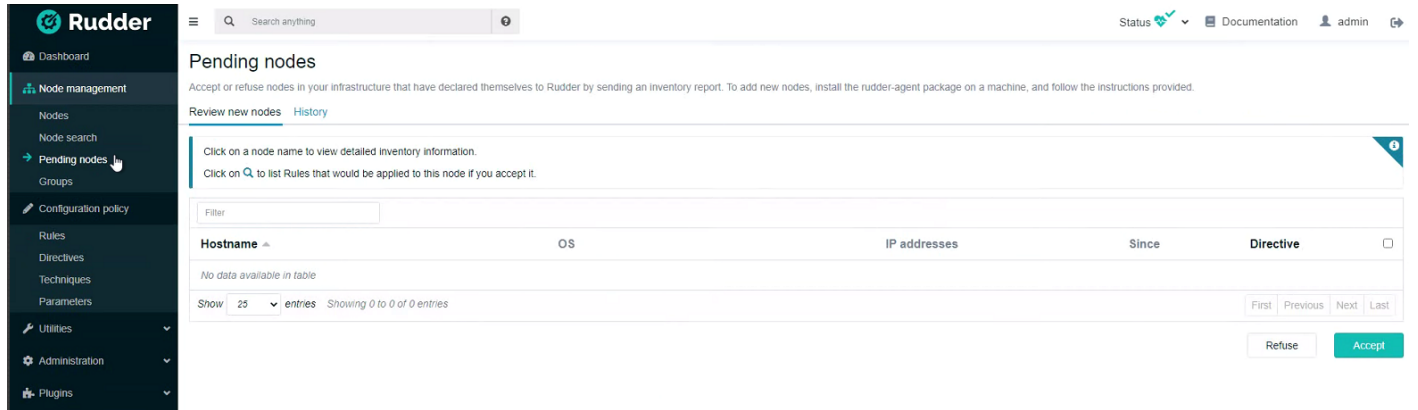 Rudder
Search anything
Status
Documentation
admin
Dashboard
Node management
Nodes
Node search
Pending nodes
Groups
Configuration policy
Rules
Directives
Techniques
Parameters
Utilities
Administration
Plugins
Pending nodes
Accept or refuse nodes in your infrastructure that have declared themselves to Rudder by sending an inventory report. To add new nodes, install the rudder-agent package on a machine, and follow the instructions provided.
Review new nodes History
Click on a node name to view detailed inventory information.
Click on to list Rules that would be applied to this node if you accept it.
Filter
Hostname OS IP addresses Since Directive
No data available in table
Show 25 entries Showing 0 to 0 of 0 entries
First Previous Next Last
Refuse Accept